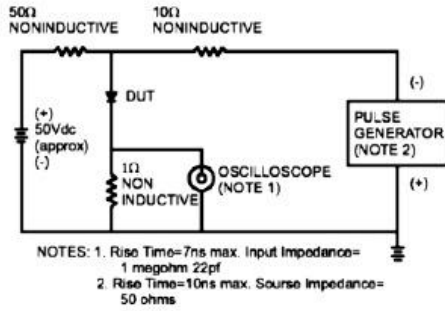 50Ω
NONINDUCTIVE
10Ω
NONINDUCTIVE
(+)
50Vdc
(approx)
(-)
DUT
1Ω
NON
INDUCTIVE
OSCILLOSCOPE
(NOTE 1)
(-)
PULSE
GENERATOR
(NOTE 2)
(+)
NOTES: 1. Rise Time=7ns max. Input Impedance=
1 megohm 22pf
2. Rise Time=10ns max. Sourse Impedance=
50 ohms